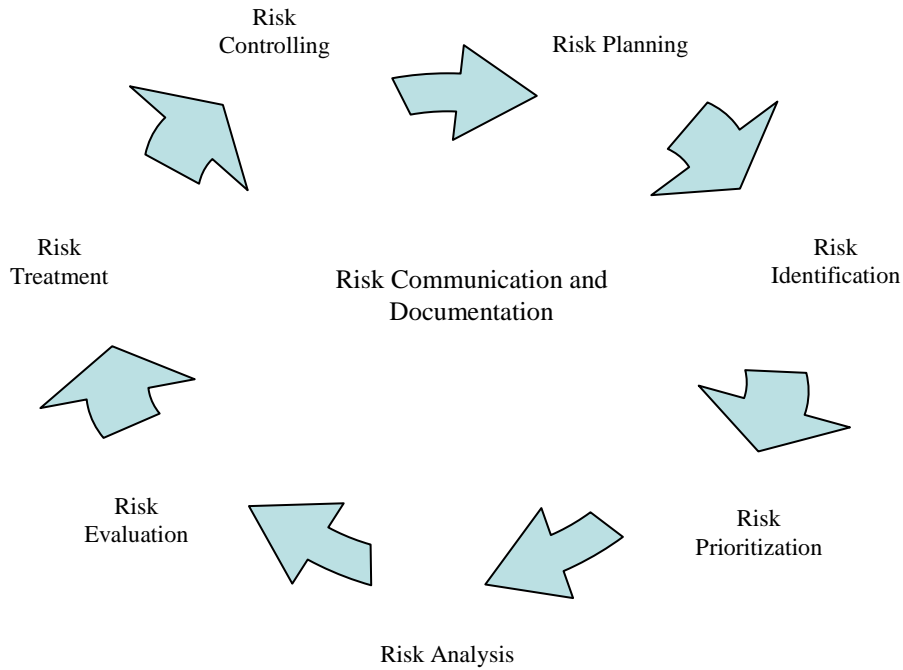 Risk
Controlling
Risk Planning
Risk
Treatment
Risk
Identification
Risk Communication and
Documentation
Risk
Evaluation
Risk
Prioritization
Risk Analysis